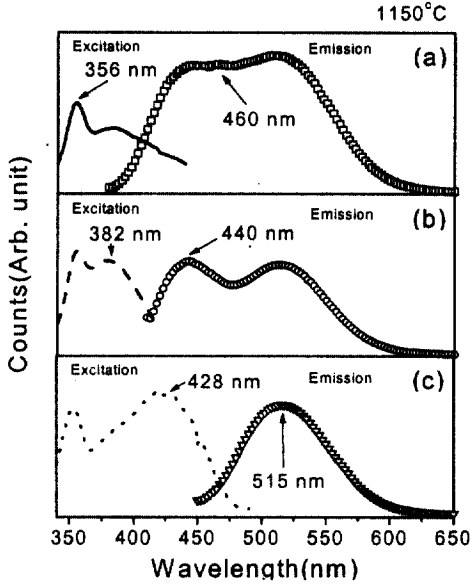 1150°C
Excitation
Emission
(a)
356 nm
460 nm
Excitation
Emission
(b)
382 nm
440 nm
Excitation
Emission
(c)
428 nm
515 nm
Counts(Arb. unit)
350 400 450 500 550 600 650
Wavelength(nm)